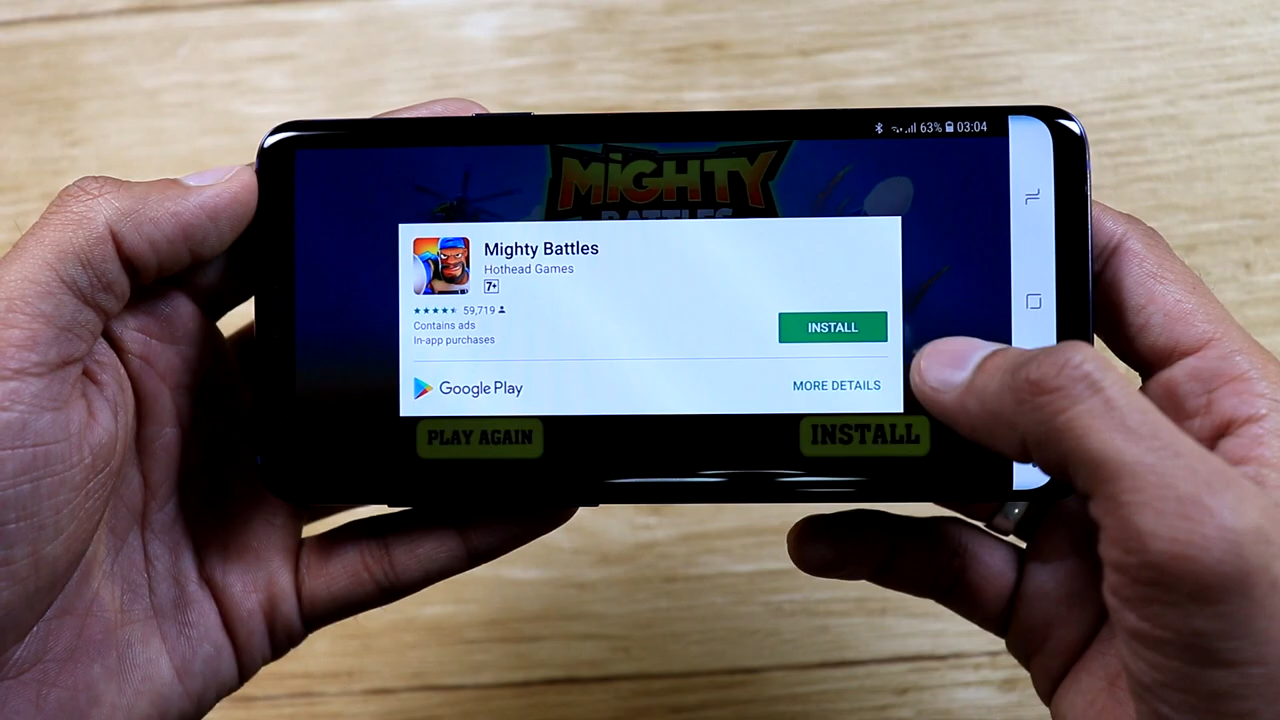 63% 03:04
MiGHTY
BATTLES
Mighty Battles
Hothead Games
7+
59,719
Contains ads
In-app purchases
INSTALL
Google Play
MORE DETAILS
PLAY AGAIN
INSTALL